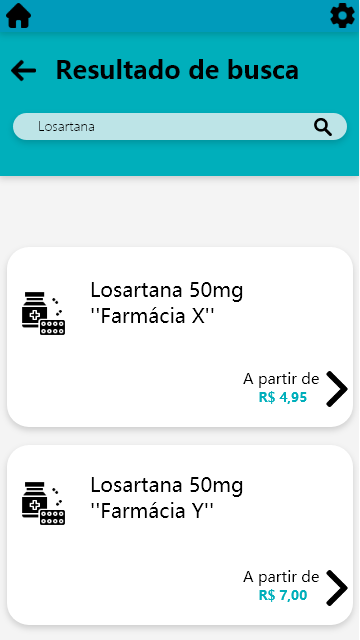 Resultado de busca
Losartana
Losartana 50mg
''Farmácia X''
A partir de
R$ 4,95
Losartana 50mg
''Farmácia Y''
A partir de
R$ 7,00